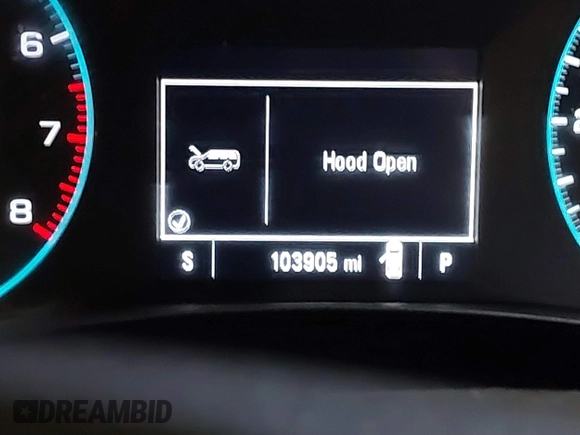 6
7
8
Hood Open
S 103905 mi P
DREAMBID